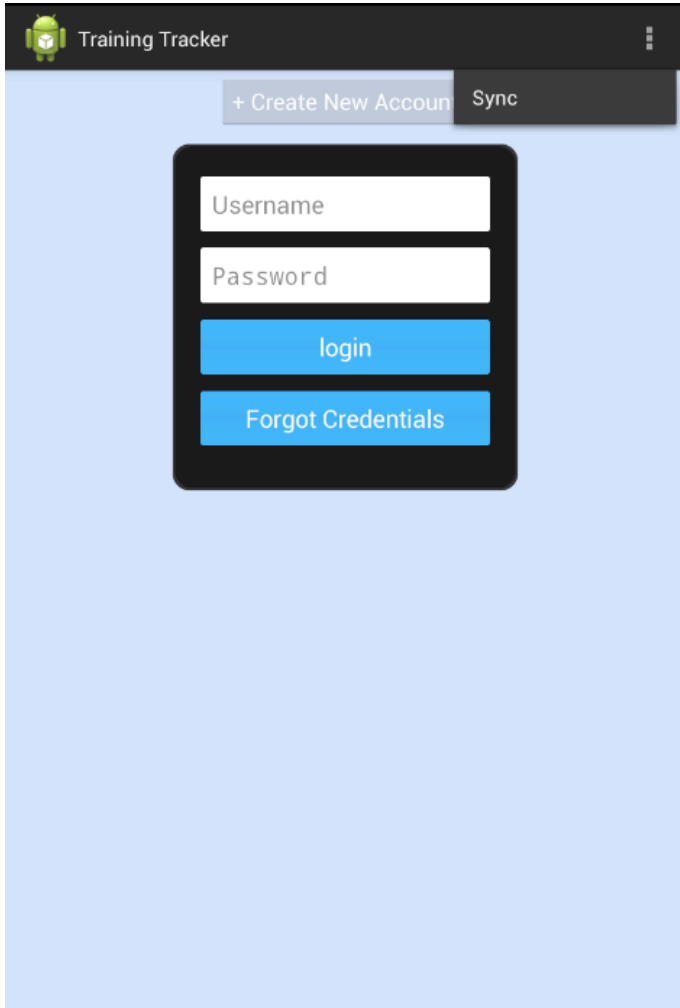 Training Tracker
+ Create New Accoun
Sync
Username
Password
login
Forgot Credentials